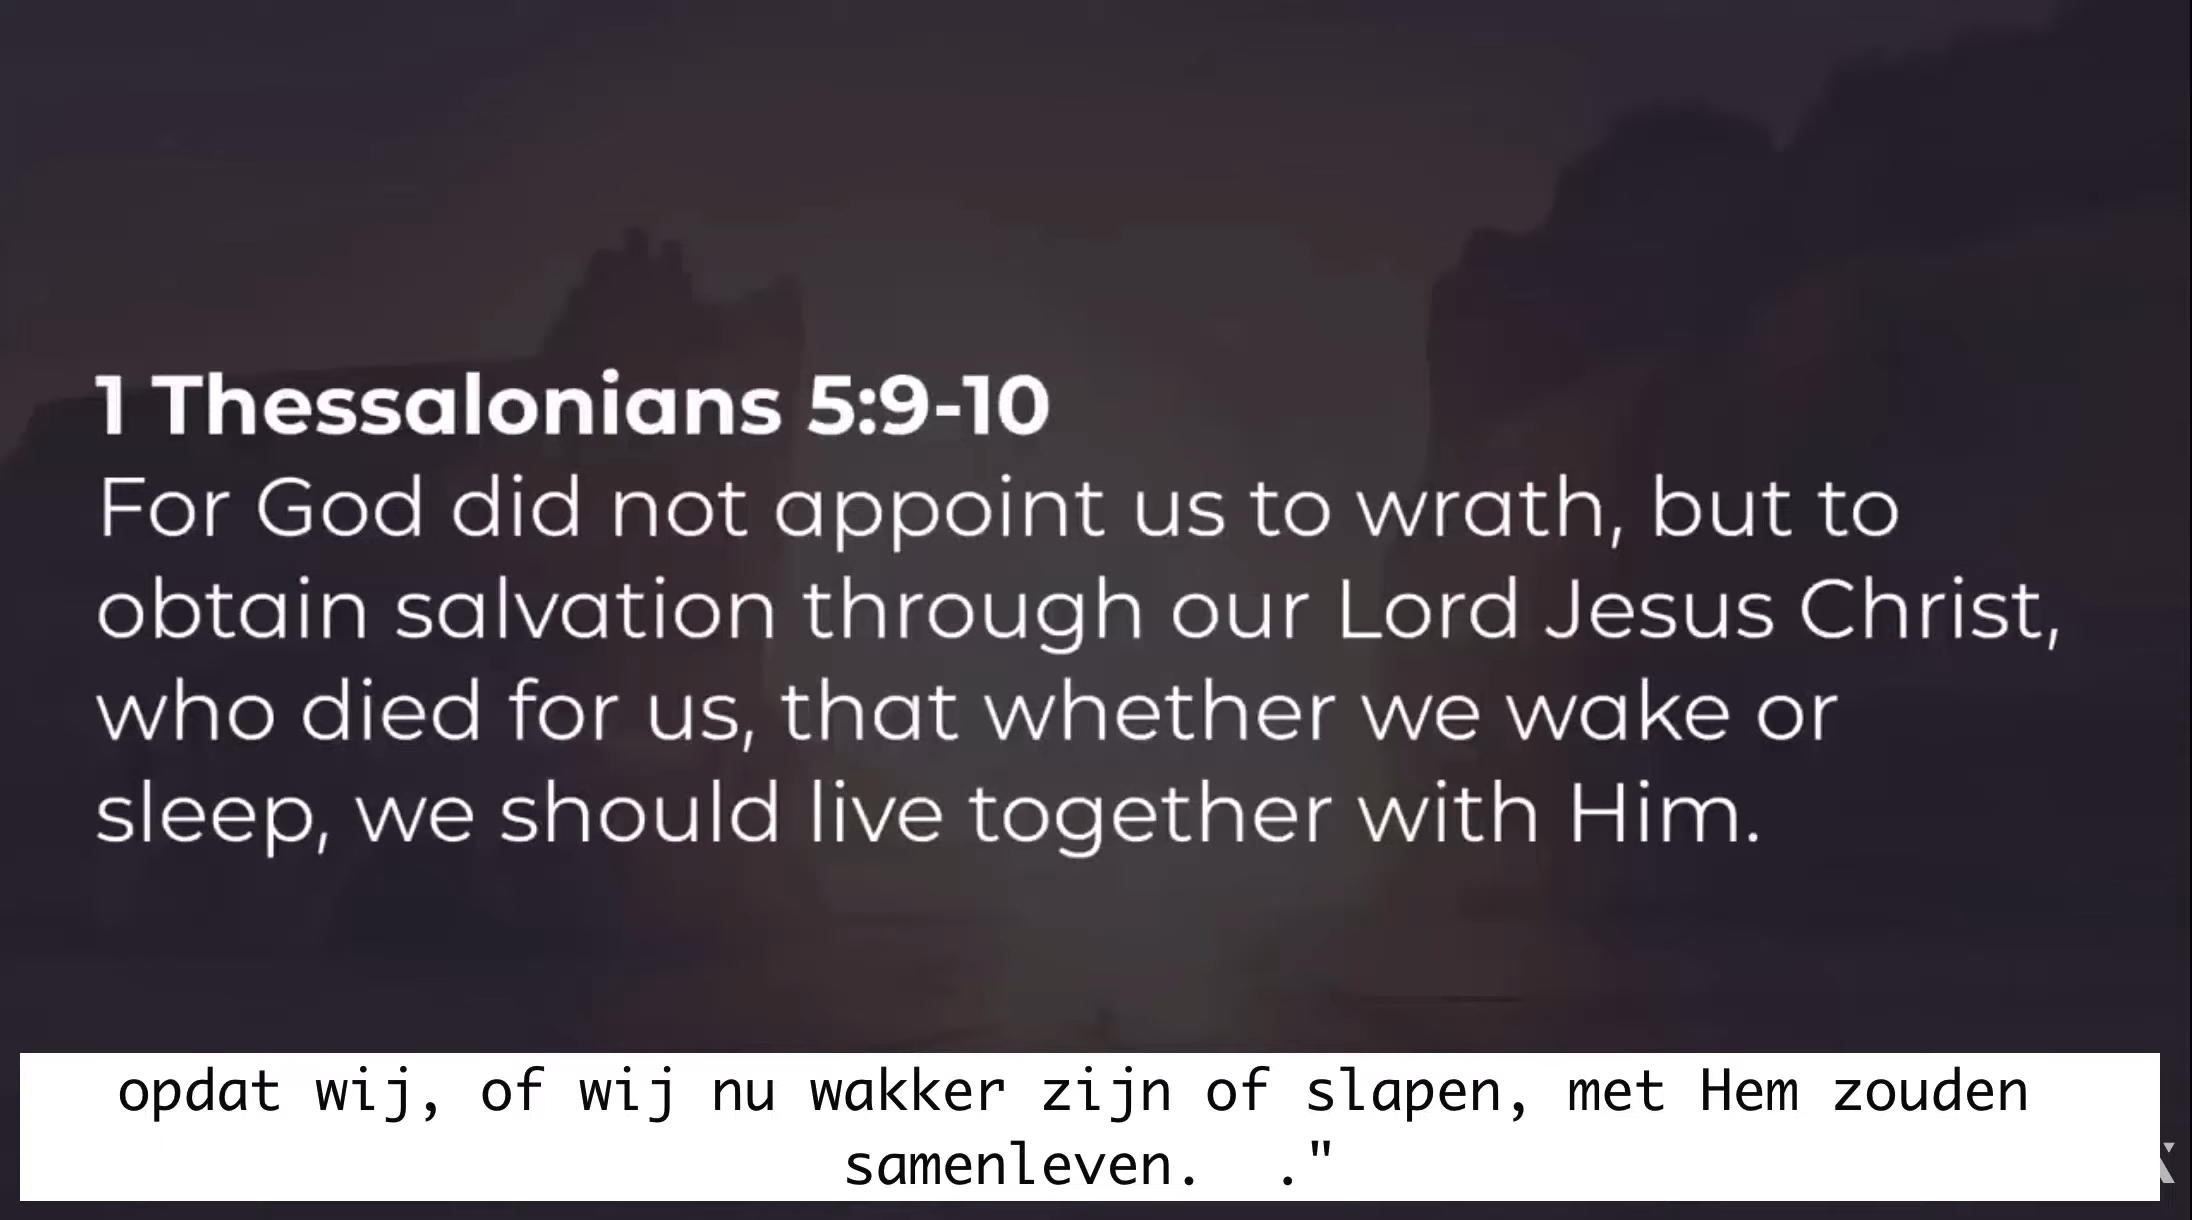 1 Thessalonians 5:9-10
For God did not appoint us to wrath, but to
obtain salvation through our Lord Jesus Christ,
who died for us, that whether we wake or
sleep, we should live together with Him.
opdat wij, of wij nu wakker zijn of slapen, met Hem zouden
samenleven.  ."